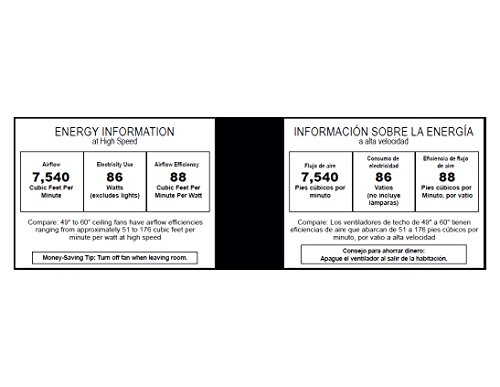 ENERGY INFORMATION
at High Speed
Airflow
7,540
Cubic Feet Per
Minute
Electricity Use
86
Watts
(excludes lights)
Airflow Efficiency
88
Cubic Feet Per
Minute Per Watt
Compare: 49" to 60" ceiling fans have airflow efficiencies
ranging from approximately 51 to 176 cubic feet per
minute per watt at high speed
Money-Saving Tip: Turn off fan when leaving room.
INFORMACIÓN SOBRE LA ENERGÍA
a alta velocidad
Flujo de aire
7,540
Pies cúbicos por
minuto
Consumo de
electricidad
86
Vatios
(no incluye
lámparas)
Eficiencia de flujo
de aire
88
Pies cúbicos por
Minuto, por vatio
Compare: Los ventiladores de techo de 49" a 60" tienen
eficiencias de aire que abarcan de 51 a 176 pies cúbicos por
minuto, por vatio a alta velocidad
Consejo para ahorrar dinero:
Apague el ventilador al salir de la habitación.